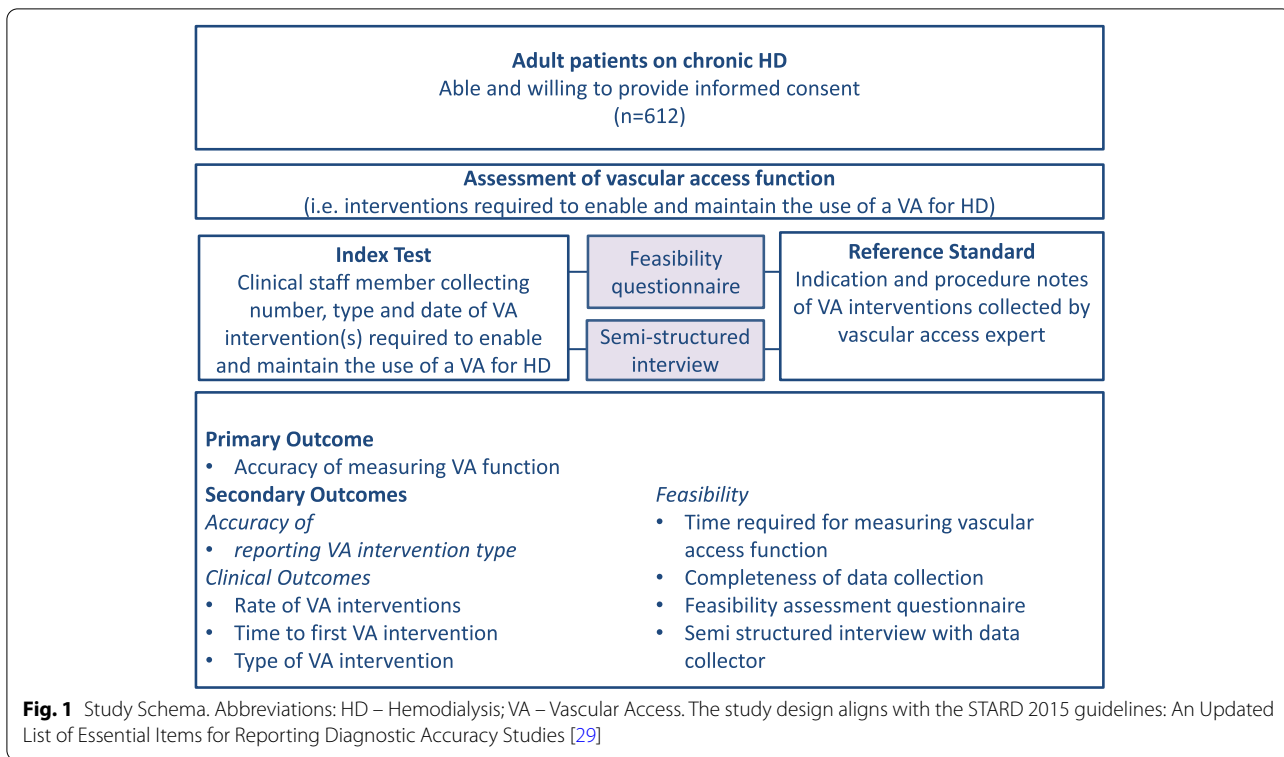 Adult patients on chronic HD
Able and willing to provide informed consent
(n=612)
Assessment of vascular access function
(i.e. interventions required to enable and maintain the use of a VA for HD)
Index Test
Clinical staff member collecting
number, type and date of VA
intervention(s) required to enable
and maintain the use of a VA for HD
Feasibility
questionnaire
Semi-structured
interview
Reference Standard
Indication and procedure notes
of VA interventions collected by
vascular access expert
Primary Outcome
• Accuracy of measuring VA function
Secondary Outcomes
Accuracy of
• reporting VA intervention type
Clinical Outcomes
• Rate of VA interventions
• Time to first VA intervention
• Type of VA intervention
Feasibility
• Time required for measuring vascular
access function
• Completeness of data collection
• Feasibility assessment questionnaire
• Semi structured interview with data
collector
Fig. 1 Study Schema. Abbreviations: HD – Hemodialysis; VA – Vascular Access. The study design aligns with the STARD 2015 guidelines: An Updated
List of Essential Items for Reporting Diagnostic Accuracy Studies [29]